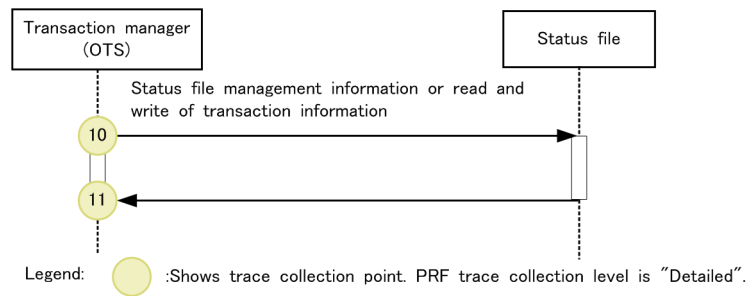 Transaction manager
(OTS)
Status file
Status file management information or read and
write of transaction information
10
11
Legend:
:Shows trace collection point. PRF trace collection level is "Detailed".